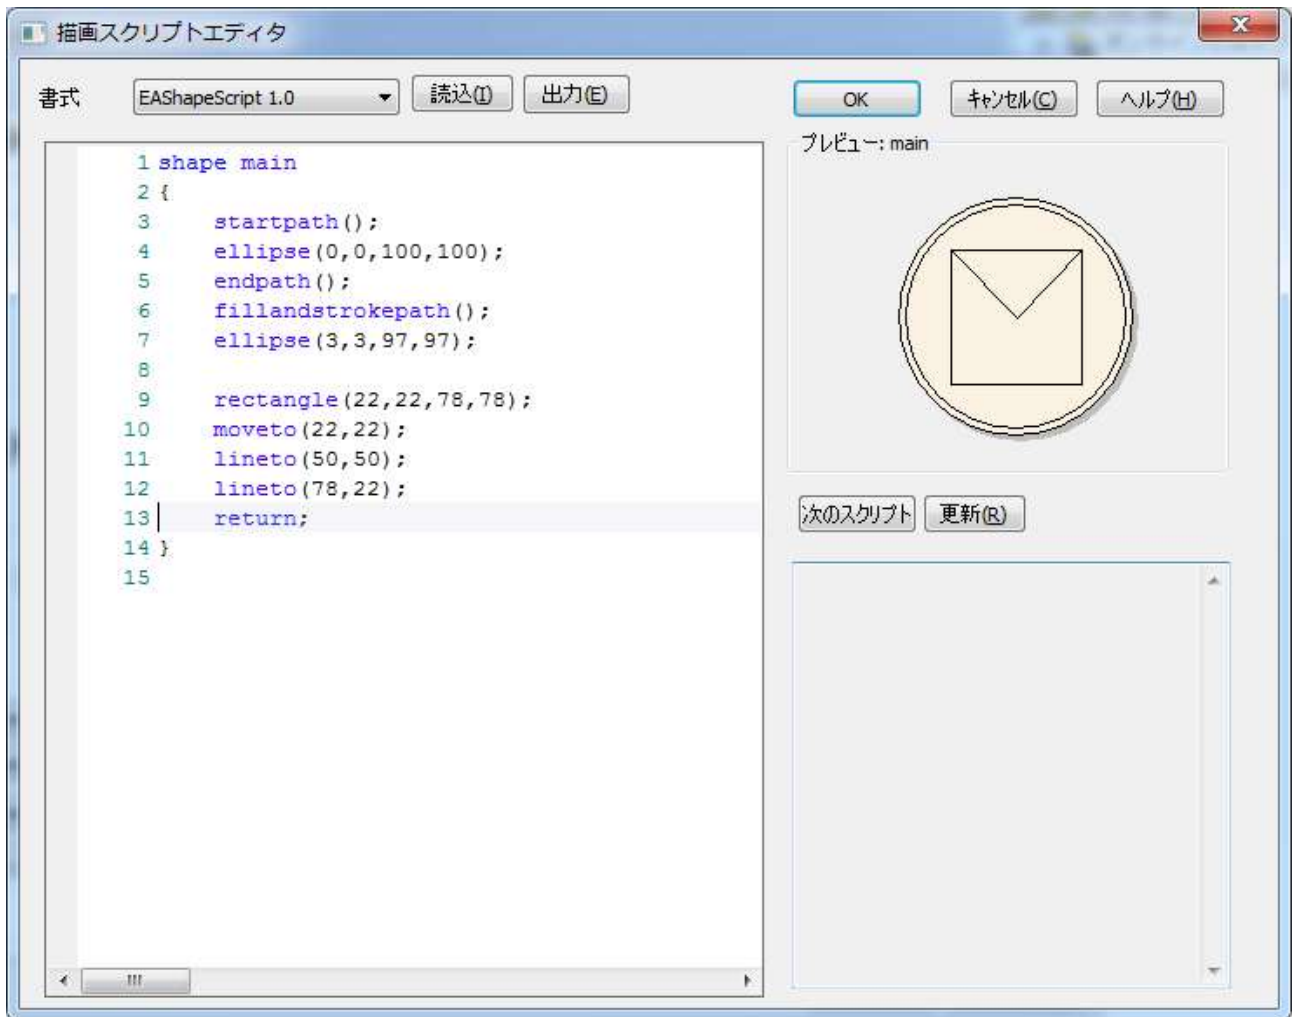 描画スクリプトエディタ
書式 EAShapeScript 1.0 読込(I) 出力(E) OK キャンセル(C) ヘルプ(H)
プレビュー: main
1 shape main
2 {
3 startpath();
4 ellipse(0,0,100,100);
5 endpath();
6 fillandstrokepath();
7 ellipse(3,3,97,97);
8
9 rectangle(22,22,78,78);
10 moveto(22,22);
11 lineto(50,50);
12 lineto(78,22);
13 return;
14 }
15
次のスクリプト 更新(R)